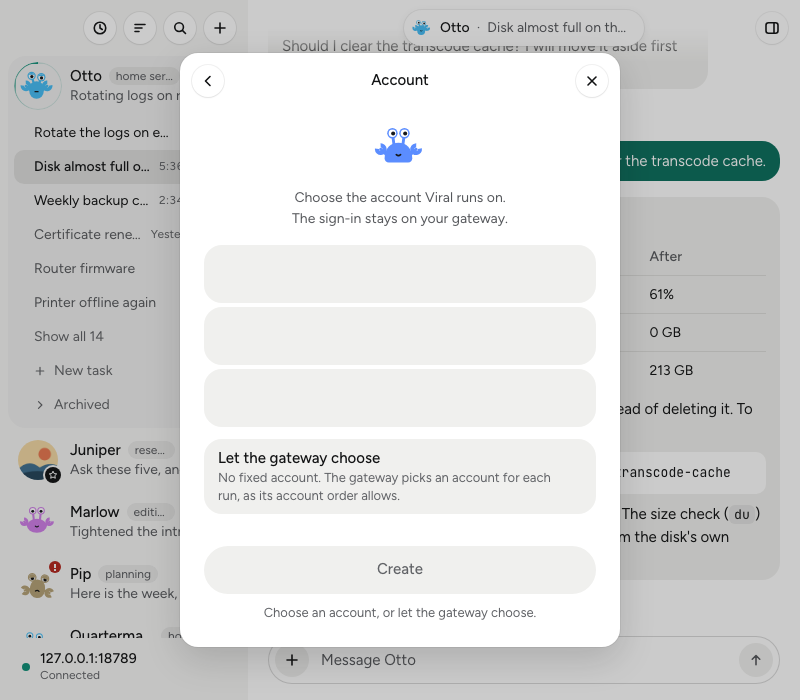 Otto · Disk almost full on th...
Should I clear the transcode cache? I will move it aside first
Otto home ser...
Rotating logs on
Rotate the logs on e...
Disk almost full o... 5:36
Weekly backup c... 2:34
Certificate rene... Yeste
Router firmware
Printer offline again
Show all 14
+ New task
> Archived
Juniper rese...
Ask these five, an
Marlow editi...
Tightened the intr
Pip planning
Here is the week,
Quarterma
127.0.0.1:18789
Connected
Account
Choose the account Viral runs on.
The sign-in stays on your gateway.
Let the gateway choose
No fixed account. The gateway picks an account for each
run, as its account order allows.
Create
Choose an account, or let the gateway choose.
the transcode cache.
After
61%
0 GB
213 GB
ead of deleting it. To
transcode-cache
The size check (du)
m the disk's own
Message Otto